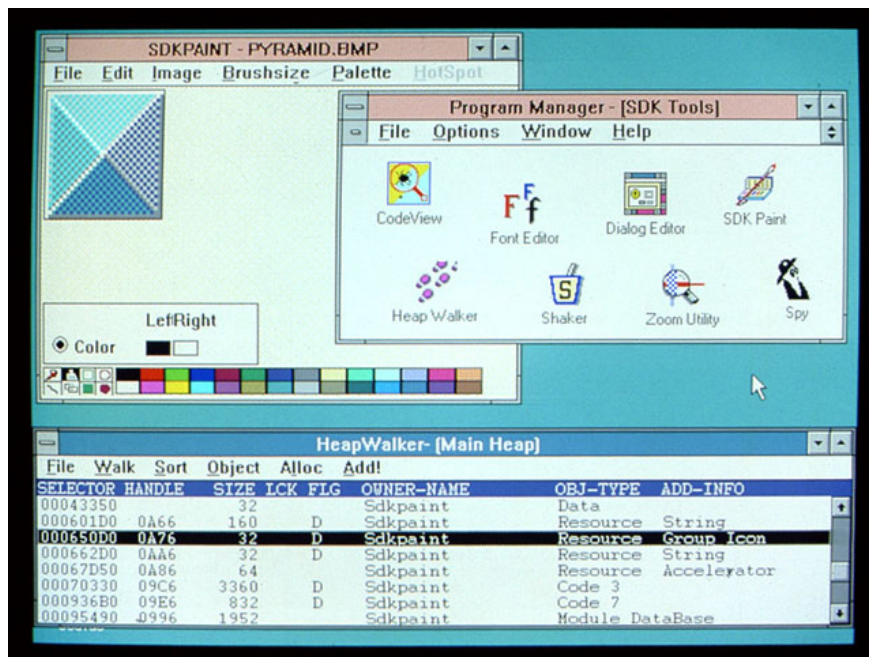 SDKPAINT - PYRAMID.BMP
File Edit Image Brushsize Palette HotSpot
Program Manager - [SDK Tools]
File Options Window Help
CodeView
Font Editor
Dialog Editor
SDK Paint
Heap Walker
Shaker
Zoom Utility
Spy
LeftRight
Color
HeapWalker- (Main Heap)
File Walk Sort Object Alloc Add!
SELECTOR HANDLE SIZE LCK FLG OWNER-NAME OBJ-TYPE ADD-INFO
00043350 32 Sdkpaint Data
000601D0 0A66 160 D Sdkpaint Resource String
000650D0 0A76 32 D Sdkpaint Resource Group Icon
000662D0 0AA6 32 D Sdkpaint Resource String
00067D50 0A86 64 Sdkpaint Resource Accelerator
00070330 09C6 3360 D Sdkpaint Code 3
000936B0 09E6 832 D Sdkpaint Code 7
00095490 0996 1952 Sdkpaint Module DataBase